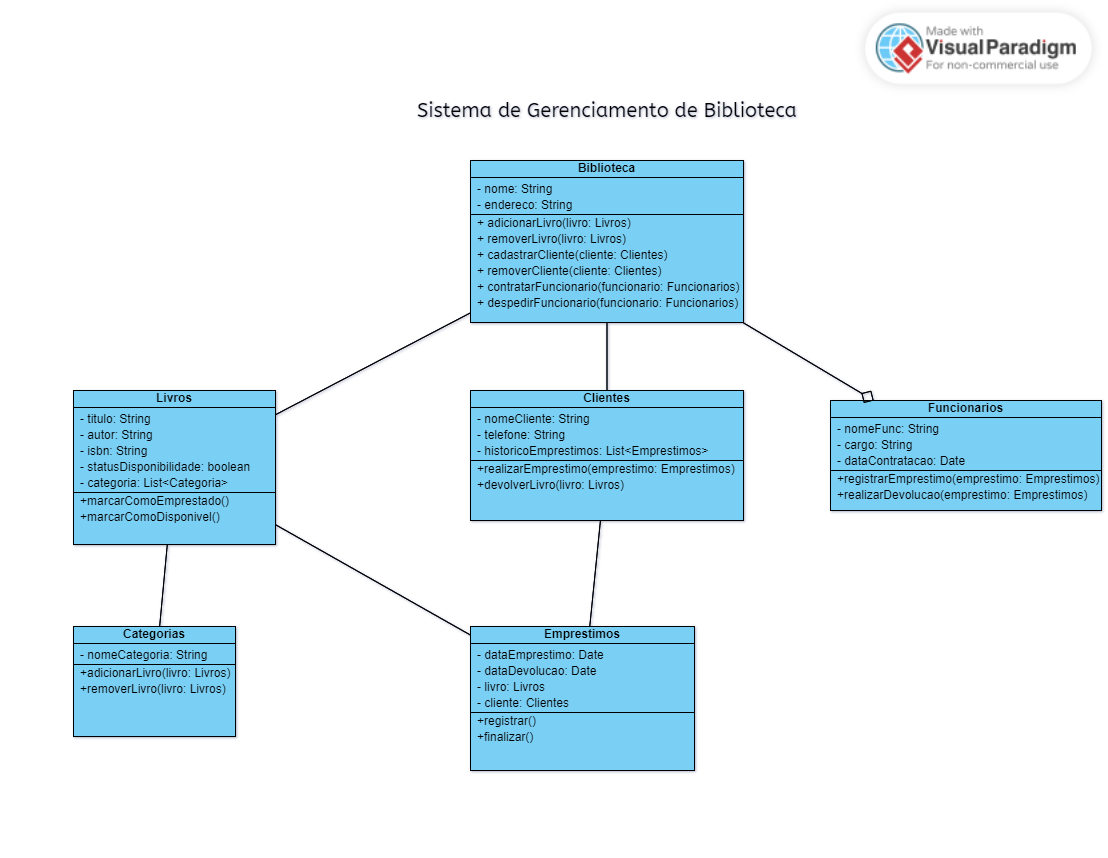 Made with
Visual Paradigm
For non-commercial use
Sistema de Gerenciamento de Biblioteca
Biblioteca
- nome: String
- endereco: String
+ adicionarLivro(livro: Livros)
+ removerLivro(livro: Livros)
+ cadastrarCliente(cliente: Clientes)
+ removerCliente(cliente: Clientes)
+ contratarFuncionario(funcionario: Funcionarios)
+ despedirFuncionario(funcionario: Funcionarios)
Livros
- titulo: String
- autor: String
- isbn: String
- statusDisponibilidade: boolean
- categoria: List<Categoria>
+marcarComoEmprestado()
+marcarComoDisponivel()
Clientes
- nomeCliente: String
- telefone: String
- historicoEmprestimos: List<Emprestimos>
+realizarEmprestimo(emprestimo: Emprestimos)
+devolverLivro(livro: Livros)
Funcionarios
- nomeFunc: String
- cargo: String
- dataContratacao: Date
+registrarEmprestimo(emprestimo: Emprestimos)
+realizarDevolucao(emprestimo: Emprestimos)
Categorias
- nomeCategoria: String
+adicionarLivro(livro: Livros)
+removerLivro(livro: Livros)
Emprestimos
- dataEmprestimo: Date
- dataDevolucao: Date
- livro: Livros
- cliente: Clientes
+registrar()
+finalizar()